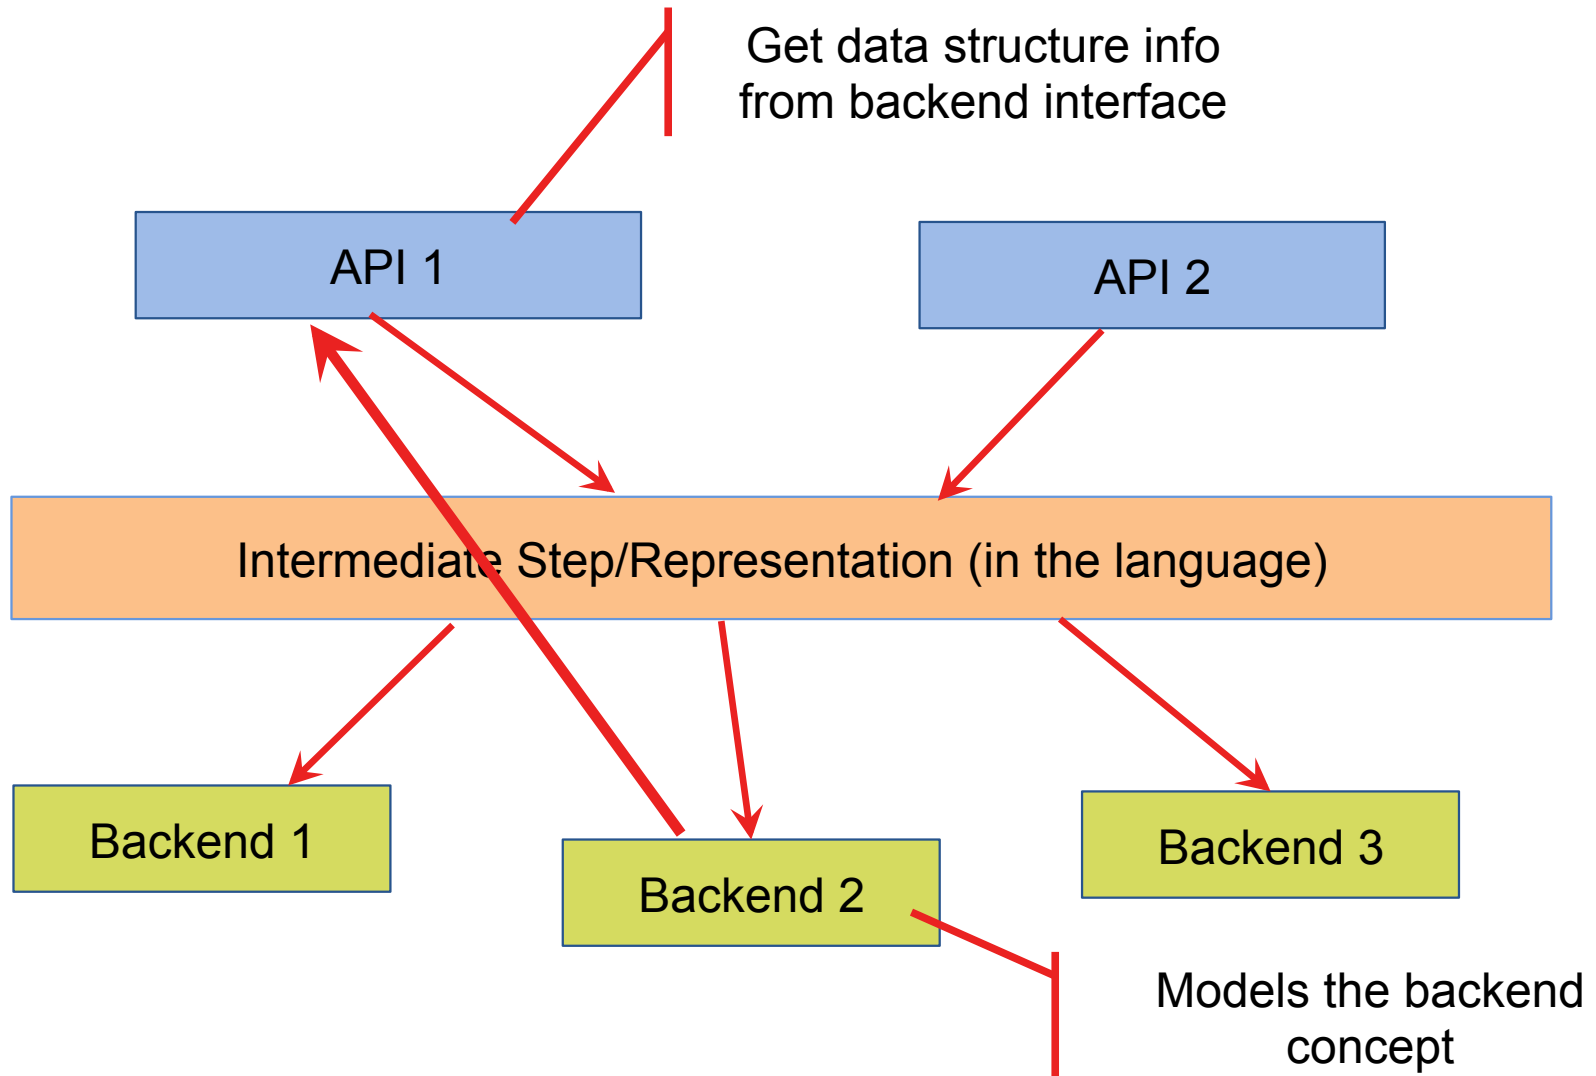 Get data structure info
from backend interface
API 1
API 2
Intermediate Step/Representation (in the language)
Backend 1
Backend 2
Backend 3
Models the backend
concept